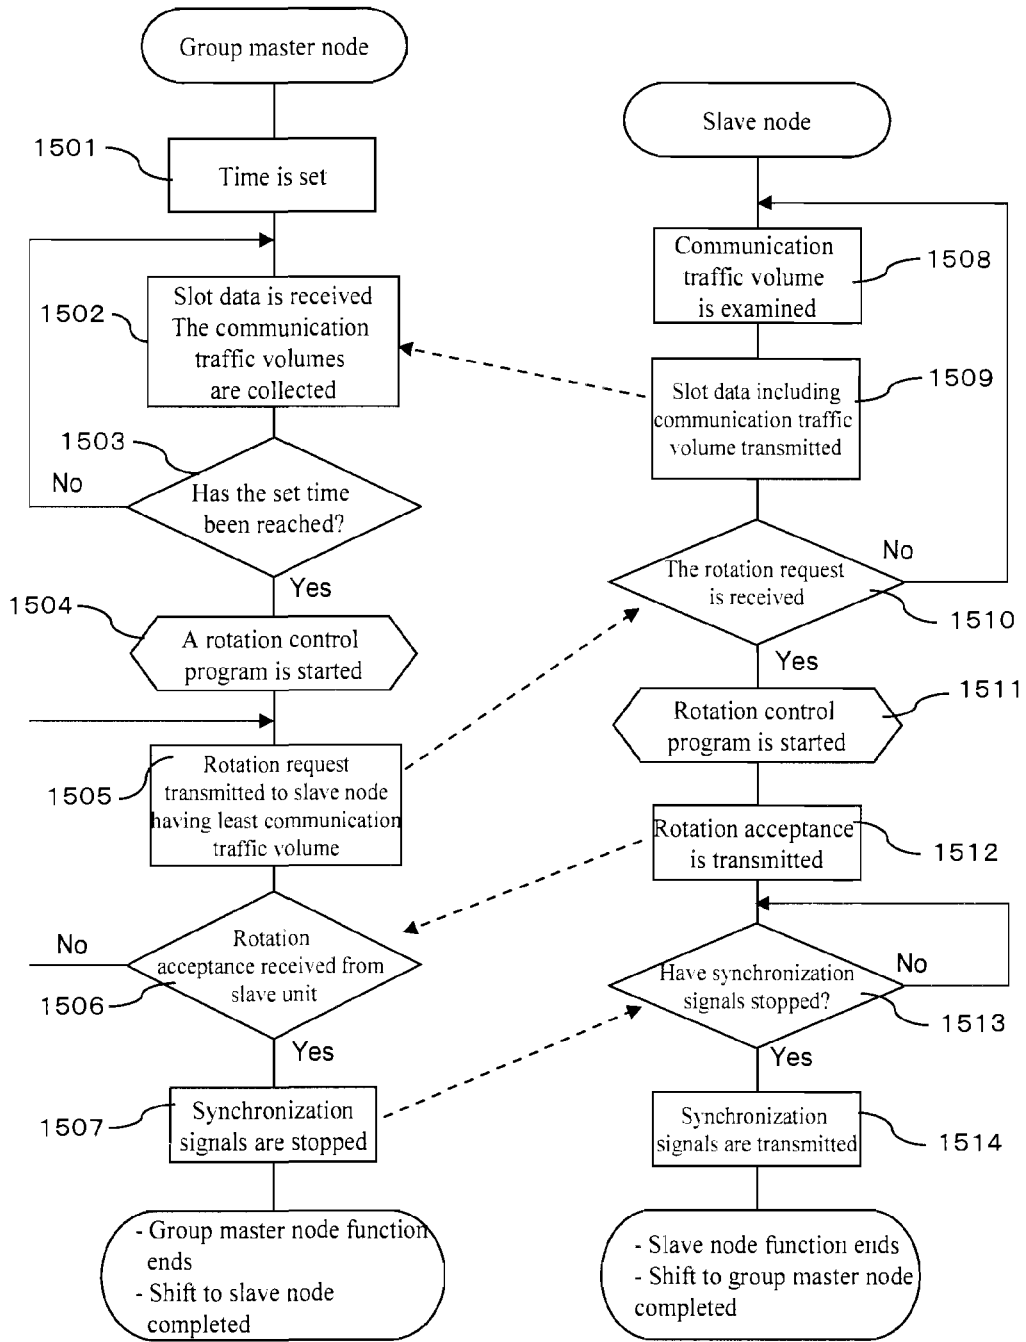 Group master node
1501
Time is set
1502
Slot data is received
The communication
traffic volumes
are collected
1503
No
Has the set time
been reached?
Yes
1504
A rotation control
program is started
1505
Rotation request
transmitted to slave node
having least communication
traffic volume
No
Rotation
acceptance received from
slave unit
1506
Yes
1507
Synchronization
signals are stopped
- Group master node function
ends
- Shift to slave node
completed
Slave node
Communication
traffic volume
is examined
1508
1509
Slot data including
communication traffic
volume transmitted
No
The rotation request
is received
1510
Yes
1511
Rotation control
program is started
Rotation acceptance
is transmitted
1512
Have synchronization
signals stopped?
No
1513
Yes
Synchronization
signals are transmitted
1514
- Slave node function ends
- Shift to group master node
completed